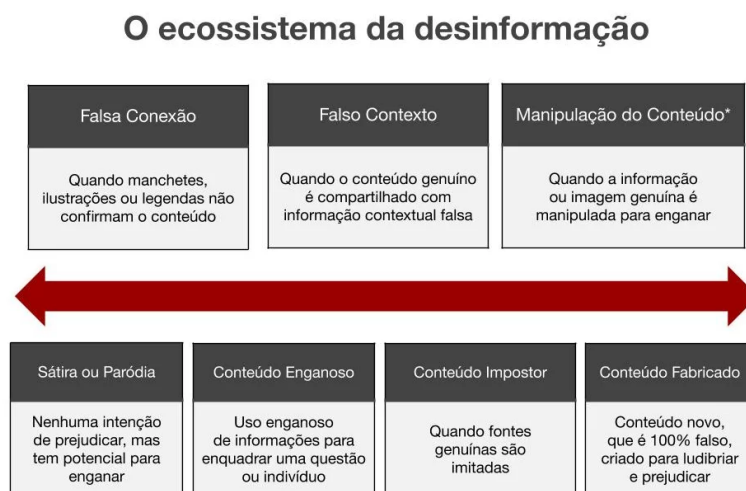 O ecossistema da desinformação
Falsa Conexão
Quando manchetes,
ilustrações ou legendas não
confirmam o conteúdo
Falso Contexto
Quando o conteúdo genuíno
é compartilhado com
informação contextual falsa
Manipulação do Conteúdo*
Quando a informação
ou imagem genuína é
manipulada para enganar
Sátira ou Paródia
Nenhuma intenção
de prejudicar, mas
tem potencial para
enganar
Conteúdo Enganoso
Uso enganoso
de informações para
enquadrar uma questão
ou indivíduo
Conteúdo Impostor
Quando fontes
genuínas são
imitadas
Conteúdo Fabricado
Conteúdo novo,
que é 100% falso,
criado para ludibriar
e prejudicar